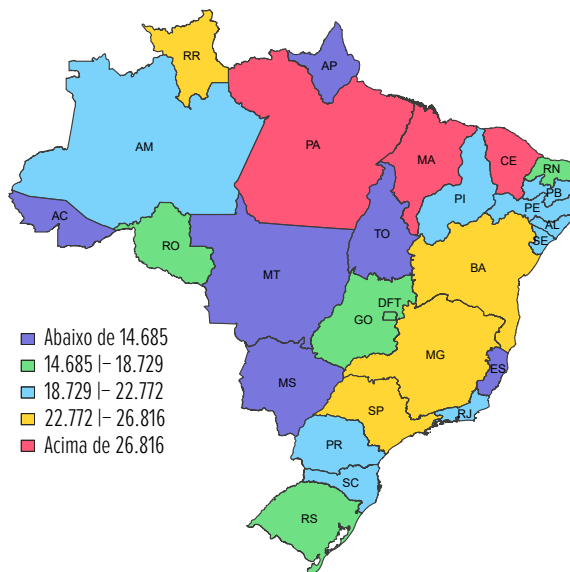 RR
AP
AM
PA
MA
CE
RN
PB
PI
PE
AL
SE
AC
TO
RO
BA
MT
DFT
GO
MG
ES
MS
SP
RJ
PR
SC
RS
Abaixo de 14.685
14.685 |– 18.729
18.729 |– 22.772
22.772 |– 26.816
Acima de 26.816